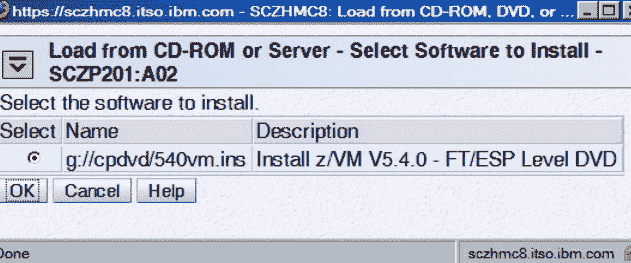 https://sczhmc8.itso.ibm.com - SCZHMC8: Load from CD-ROM, DVD, or ...
Load from CD-ROM or Server - Select Software to Install -
SCZP201:A02
Select the software to install.
Select Name Description
g://cpdvd/540vm.ins Install z/VM V5.4.0 - FT/ESP Level DVD
OK Cancel Help
Done sczhmc8.itso.ibm.com